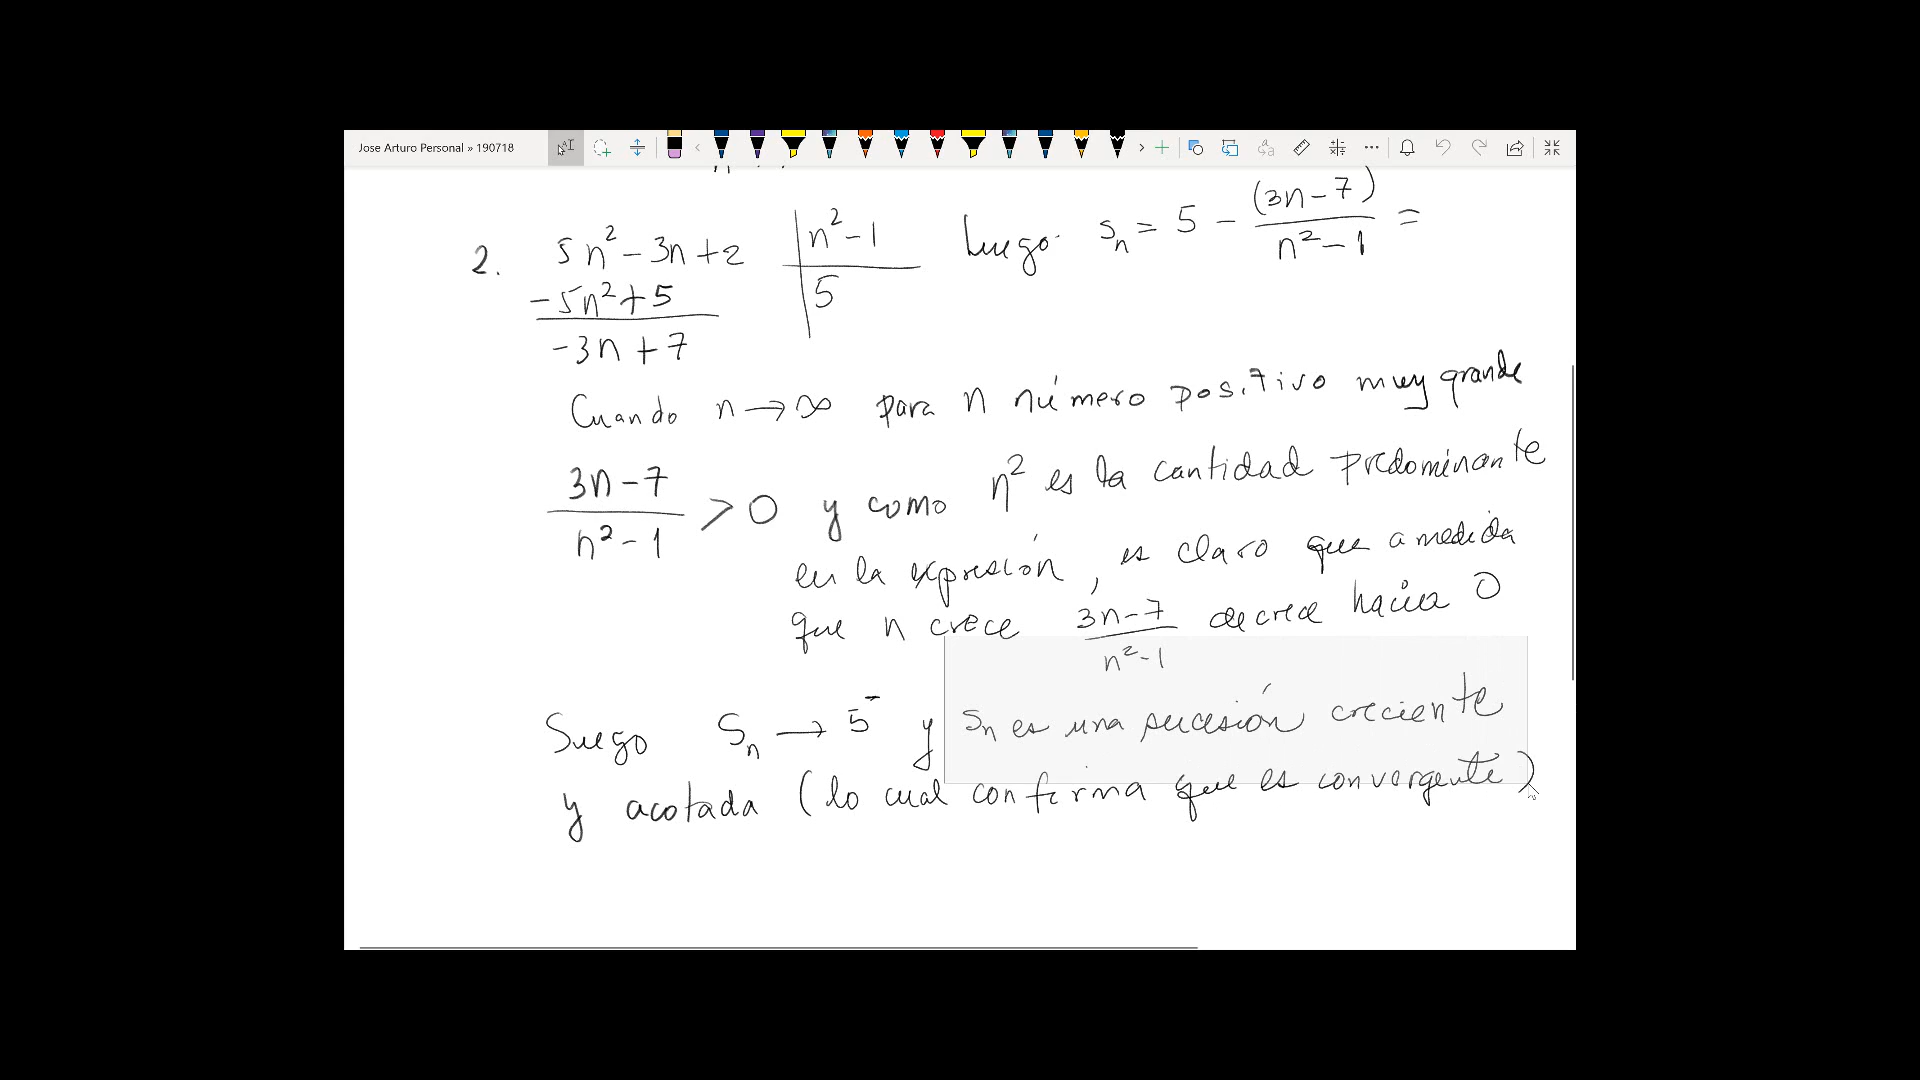 Jose Arturo Personal » 190718
2. 5n² - 3n + 2 | n² - 1 Luego s_n = 5 - (3n-7)/(n²-1) =
-5n² + 5 | 5
-3n + 7
Cuando n → ∞ para n número positivo muy grande
(3n-7)/(n²-1) > 0 y como n² es la cantidad predominante
en la expresión, es claro que a medida
que n crece (3n-7)/(n²-1) decrece hacia 0
Luego S_n → 5⁻ y s_n es una sucesión creciente
y acotada (lo cual confirma que es convergente)